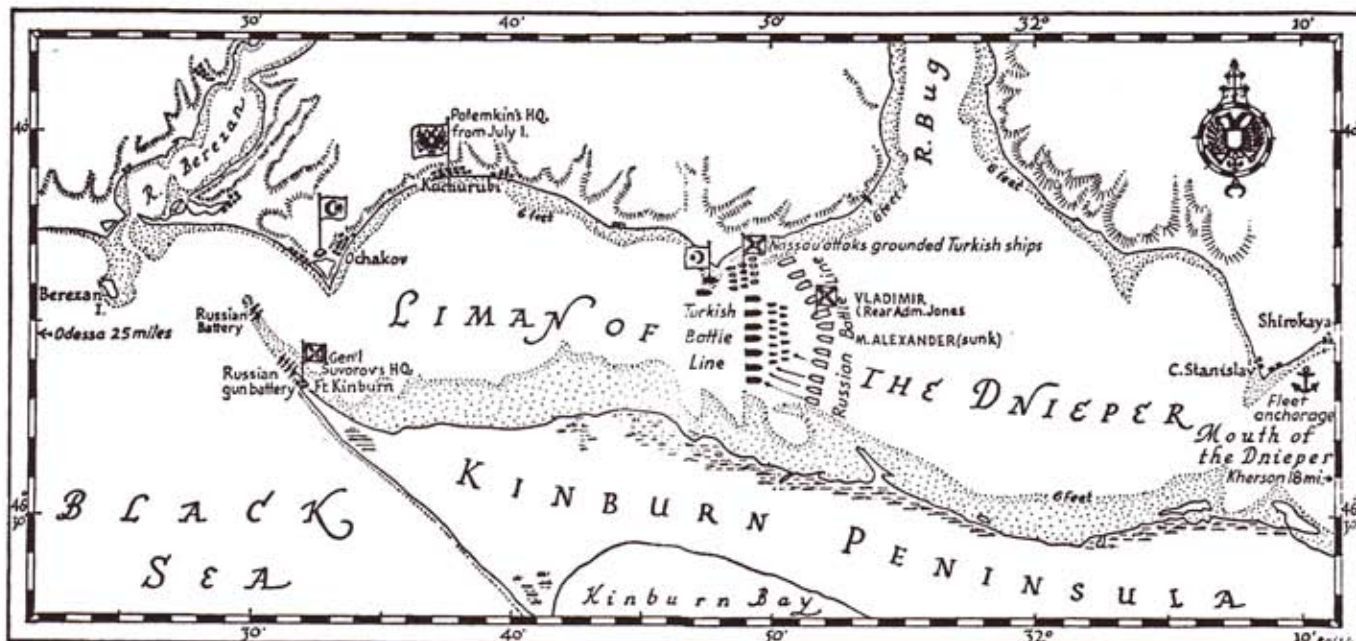 30'
40'
50'
32°
10'
40'
R. Berezan
Potemkin's HQ.
from July 1.
Kochurubi
6 feet
R. Bug
6 feet
6 feet
Ochakov
Nassau attaks grounded Turkish ships
Berezan
I.
←Odessa 25 miles
Russian
Battery
LIMAN OF
Turkish
Battle
Line
Russian Battle Line
VLADIMIR
(Rear Adm. Jones
M. ALEXANDER (sunk)
Shirokaya
Gen'l
Suvorov's HQ.
Ft Kinburn
Russian
gun battery
THE DNIEPER
C. Stanislav
Fleet
anchorage
Mouth of
the Dnieper
Kherson 18 mi.→
6 feet
46°
30'
46°
30'
BLACK
SEA
KINBURN PENINSULA
Kinburn Bay
30'
40'
50'
32°
10'